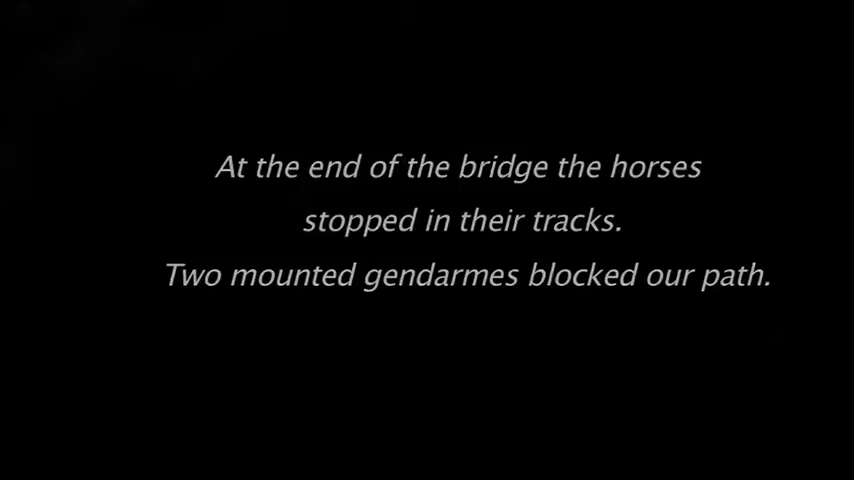 At the end of the bridge the horses
stopped in their tracks.
Two mounted gendarmes blocked our path.